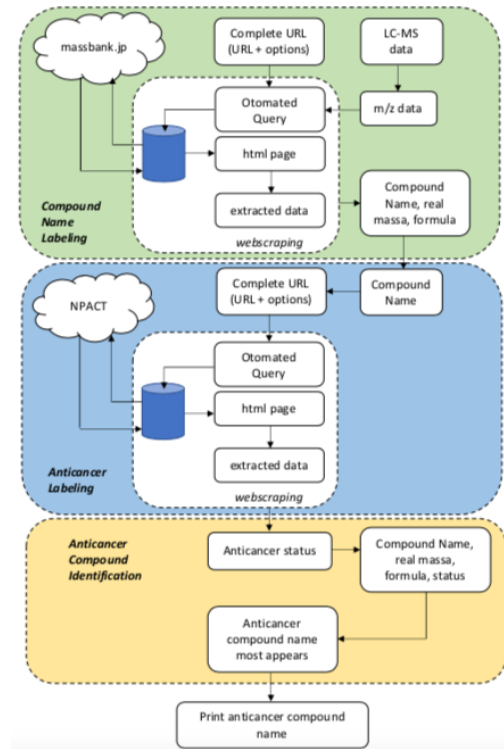 massbank.jp
Complete URL
(URL + options)
LC-MS
data
Otomated
Query
m/z data
html page
extracted data
Compound
Name, real
massa, formula
Compound
Name
Labeling
webscraping
NPACT
Complete URL
(URL + options)
Compound
Name
Otomated
Query
html page
extracted data
Anticancer
Labeling
webscraping
Anticancer
Compound
Identification
Anticancer status
Compound Name,
real massa,
formula, status
Anticancer
compound name
most appears
Print anticancer compound
name